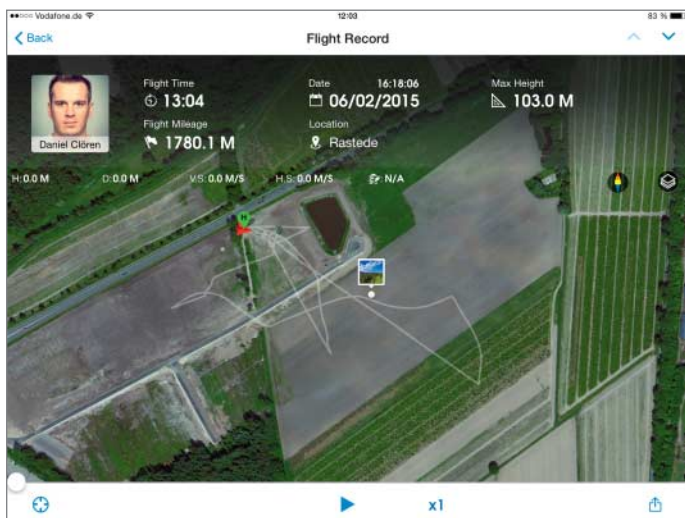 Vodafone.de 12:03 83 %
Back Flight Record
Flight Time Date 16:18:06 Max Height
13:04 06/02/2015 103.0 M
Daniel Clören Flight Mileage Location
1780.1 M Rastede
H:0.0 M D:0.0 M V.S: 0.0 M/S H.S: 0.0 M/S : N/A
H
x1